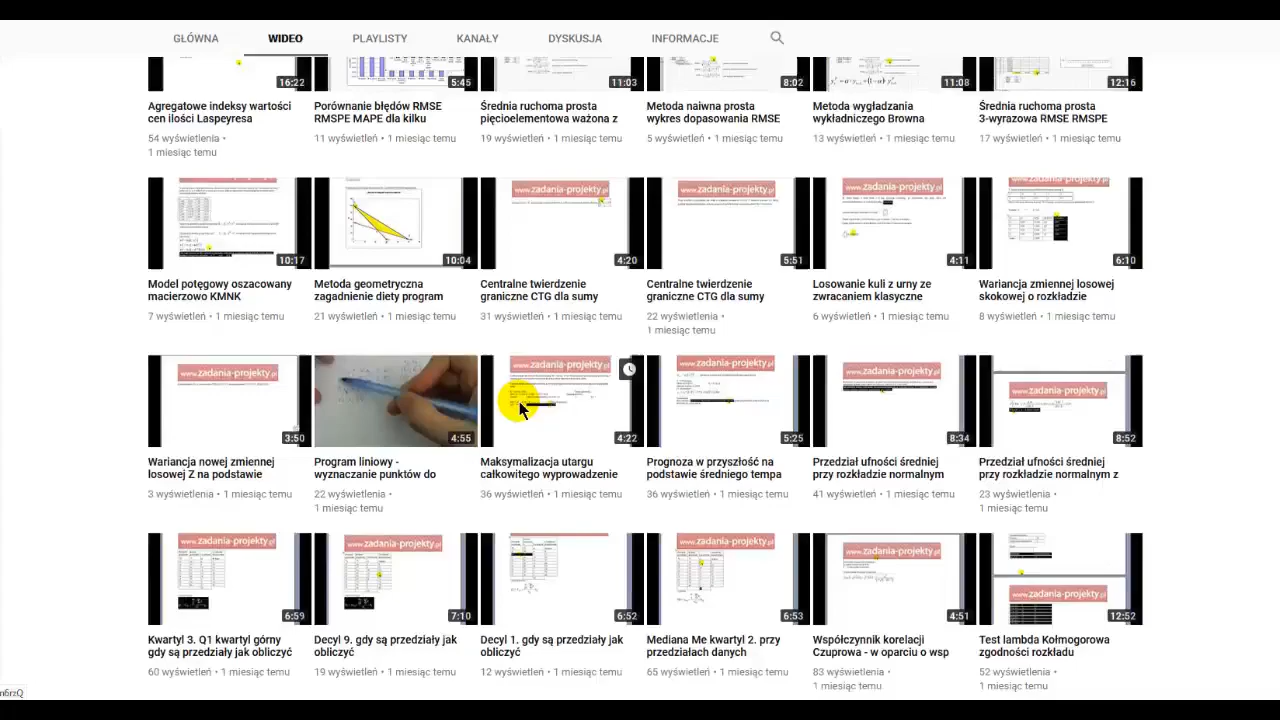 GŁÓWNA WIDEO PLAYLISTY KANAŁY DYSKUSJA INFORMACJE
16:22 5:45 11:03 8:02 11:08 12:16
Agregatowe indeksy wartości
cen ilości Laspeyresa
54 wyświetlenia •
1 miesiąc temu
Porównanie błędow RMSE
RMSPE MAPE dla kilku
11 wyświetleń • 1 miesiąc temu
Średnia ruchoma prosta
pięcioelementowa ważona z
19 wyświetleń • 1 miesiąc temu
Metoda naiwna prosta
wykres dopasowania RMSE
5 wyświetleń • 1 miesiąc temu
Metoda wygładzania
wykładniczego Browna
13 wyświetleń • 1 miesiąc temu
Średnia ruchoma prosta
3-wyrazowa RMSE RMSPE
17 wyświetleń • 1 miesiąc temu
www.zadania-projekty.pl
www.zadania-projekty.pl
www.zadania-projekty.pl
www.zadania-projekty.pl
10:17 10:04 4:20 5:51 4:11 6:10
Model potęgowy oszacowany
macierzowo KMNK
7 wyświetleń • 1 miesiąc temu
Metoda geometryczna
zagadnienie diety program
21 wyświetleń • 1 miesiąc temu
Centralne twierdzenie
graniczne CTG dla sumy
31 wyświetleń • 1 miesiąc temu
Centralne twierdzenie
graniczne CTG dla sumy
22 wyświetlenia •
1 miesiąc temu
Losowanie kuli z urny ze
zwracaniem klasyczne
6 wyświetleń • 1 miesiąc temu
Wariancja zmiennej losowej
skokowej o rozkładzie
8 wyświetleń • 1 miesiąc temu
www.zadania-projekty.pl
www.zadania-projekty.pl
www.zadania-projekty.pl
www.zadania-projekty.pl
www.zadania-projekty.pl
3:50 4:55 4:22 5:25 8:34 8:52
Wariancja nowej zmiennej
losowej Z na podstawie
3 wyświetlenia • 1 miesiąc temu
Program liniowy -
wyznaczanie punktów do
22 wyświetlenia •
1 miesiąc temu
Maksymalizacja utargu
całkowitego wyprowadzenie
36 wyświetleń • 1 miesiąc temu
Prognoza w przyszłość na
podstawie średniego tempa
36 wyświetleń • 1 miesiąc temu
Przedział ufności średniej
przy rozkładzie normalnym
41 wyświetleń • 1 miesiąc temu
Przedział ufności średniej
przy rozkładzie normalnym z
23 wyświetlenia •
1 miesiąc temu
www.zadania-projekty.pl
www.zadania-projekty.pl
www.zadania-projekty.pl
www.zadania-projekty.pl
www.zadania-projekty.pl
6:59 7:10 6:52 6:53 4:51 12:52
Kwartyl 3. Q1 kwartyl górny
gdy są przedziały jak obliczyć
60 wyświetleń • 1 miesiąc temu
Decyl 9. gdy są przedziały jak
obliczyć
19 wyświetleń • 1 miesiąc temu
Decyl 1. gdy są przedziały jak
obliczyć
12 wyświetleń • 1 miesiąc temu
Mediana Me kwartyl 2. przy
przedziałach danych
65 wyświetleń • 1 miesiąc temu
Współczynnik korelacji
Czuprowa - w oparciu o wsp
83 wyświetlenia •
1 miesiąc temu
Test lambda Kołmogorowa
zgodności rozkładu
52 wyświetlenia •
1 miesiąc temu
n6rzQ